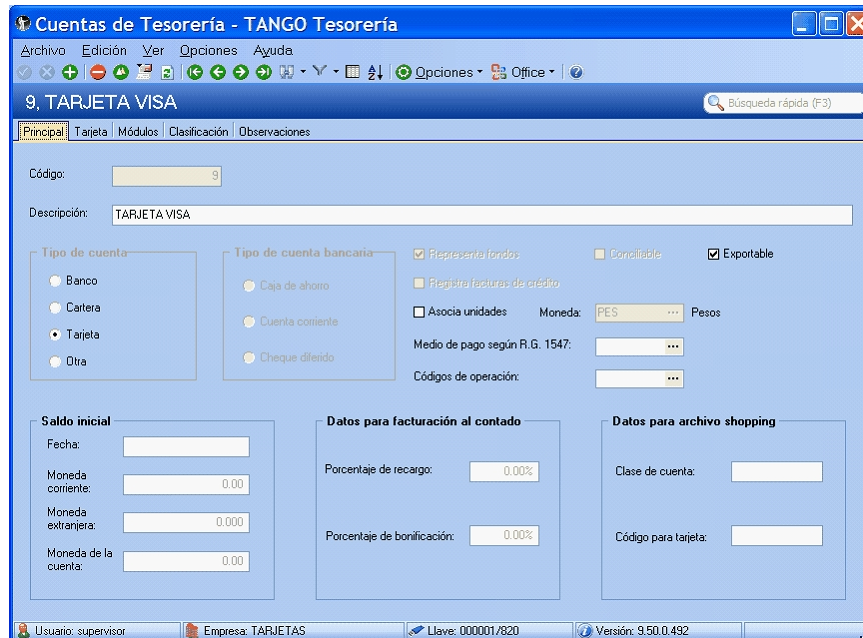 Cuentas de Tesorería - TANGO Tesorería
Archivo Edición Ver Opciones Ayuda
Opciones Office
9, TARJETA VISA
Búsqueda rápida (F3)
Principal Tarjeta Módulos Clasificación Observaciones
Código: 9
Descripción: TARJETA VISA
Tipo de cuenta
Banco
Cartera
Tarjeta
Otra
Tipo de cuenta bancaria
Caja de ahorro
Cuenta corriente
Cheque diferido
Representa fondos Conciliable Exportable
Registra facturas de crédito
Asocia unidades Moneda: PES ... Pesos
Medio de pago según R.G. 1547: ...
Códigos de operación: ...
Saldo inicial
Fecha:
Moneda
corriente: 0.00
Moneda
extranjera: 0.000
Moneda de la
cuenta: 0.00
Datos para facturación al contado
Porcentaje de recargo: 0.00%
Porcentaje de bonificación: 0.00%
Datos para archivo shopping
Clase de cuenta:
Código para tarjeta:
Usuario: supervisor Empresa: TARJETAS Llave: 000001/820 Versión: 9.50.0.492